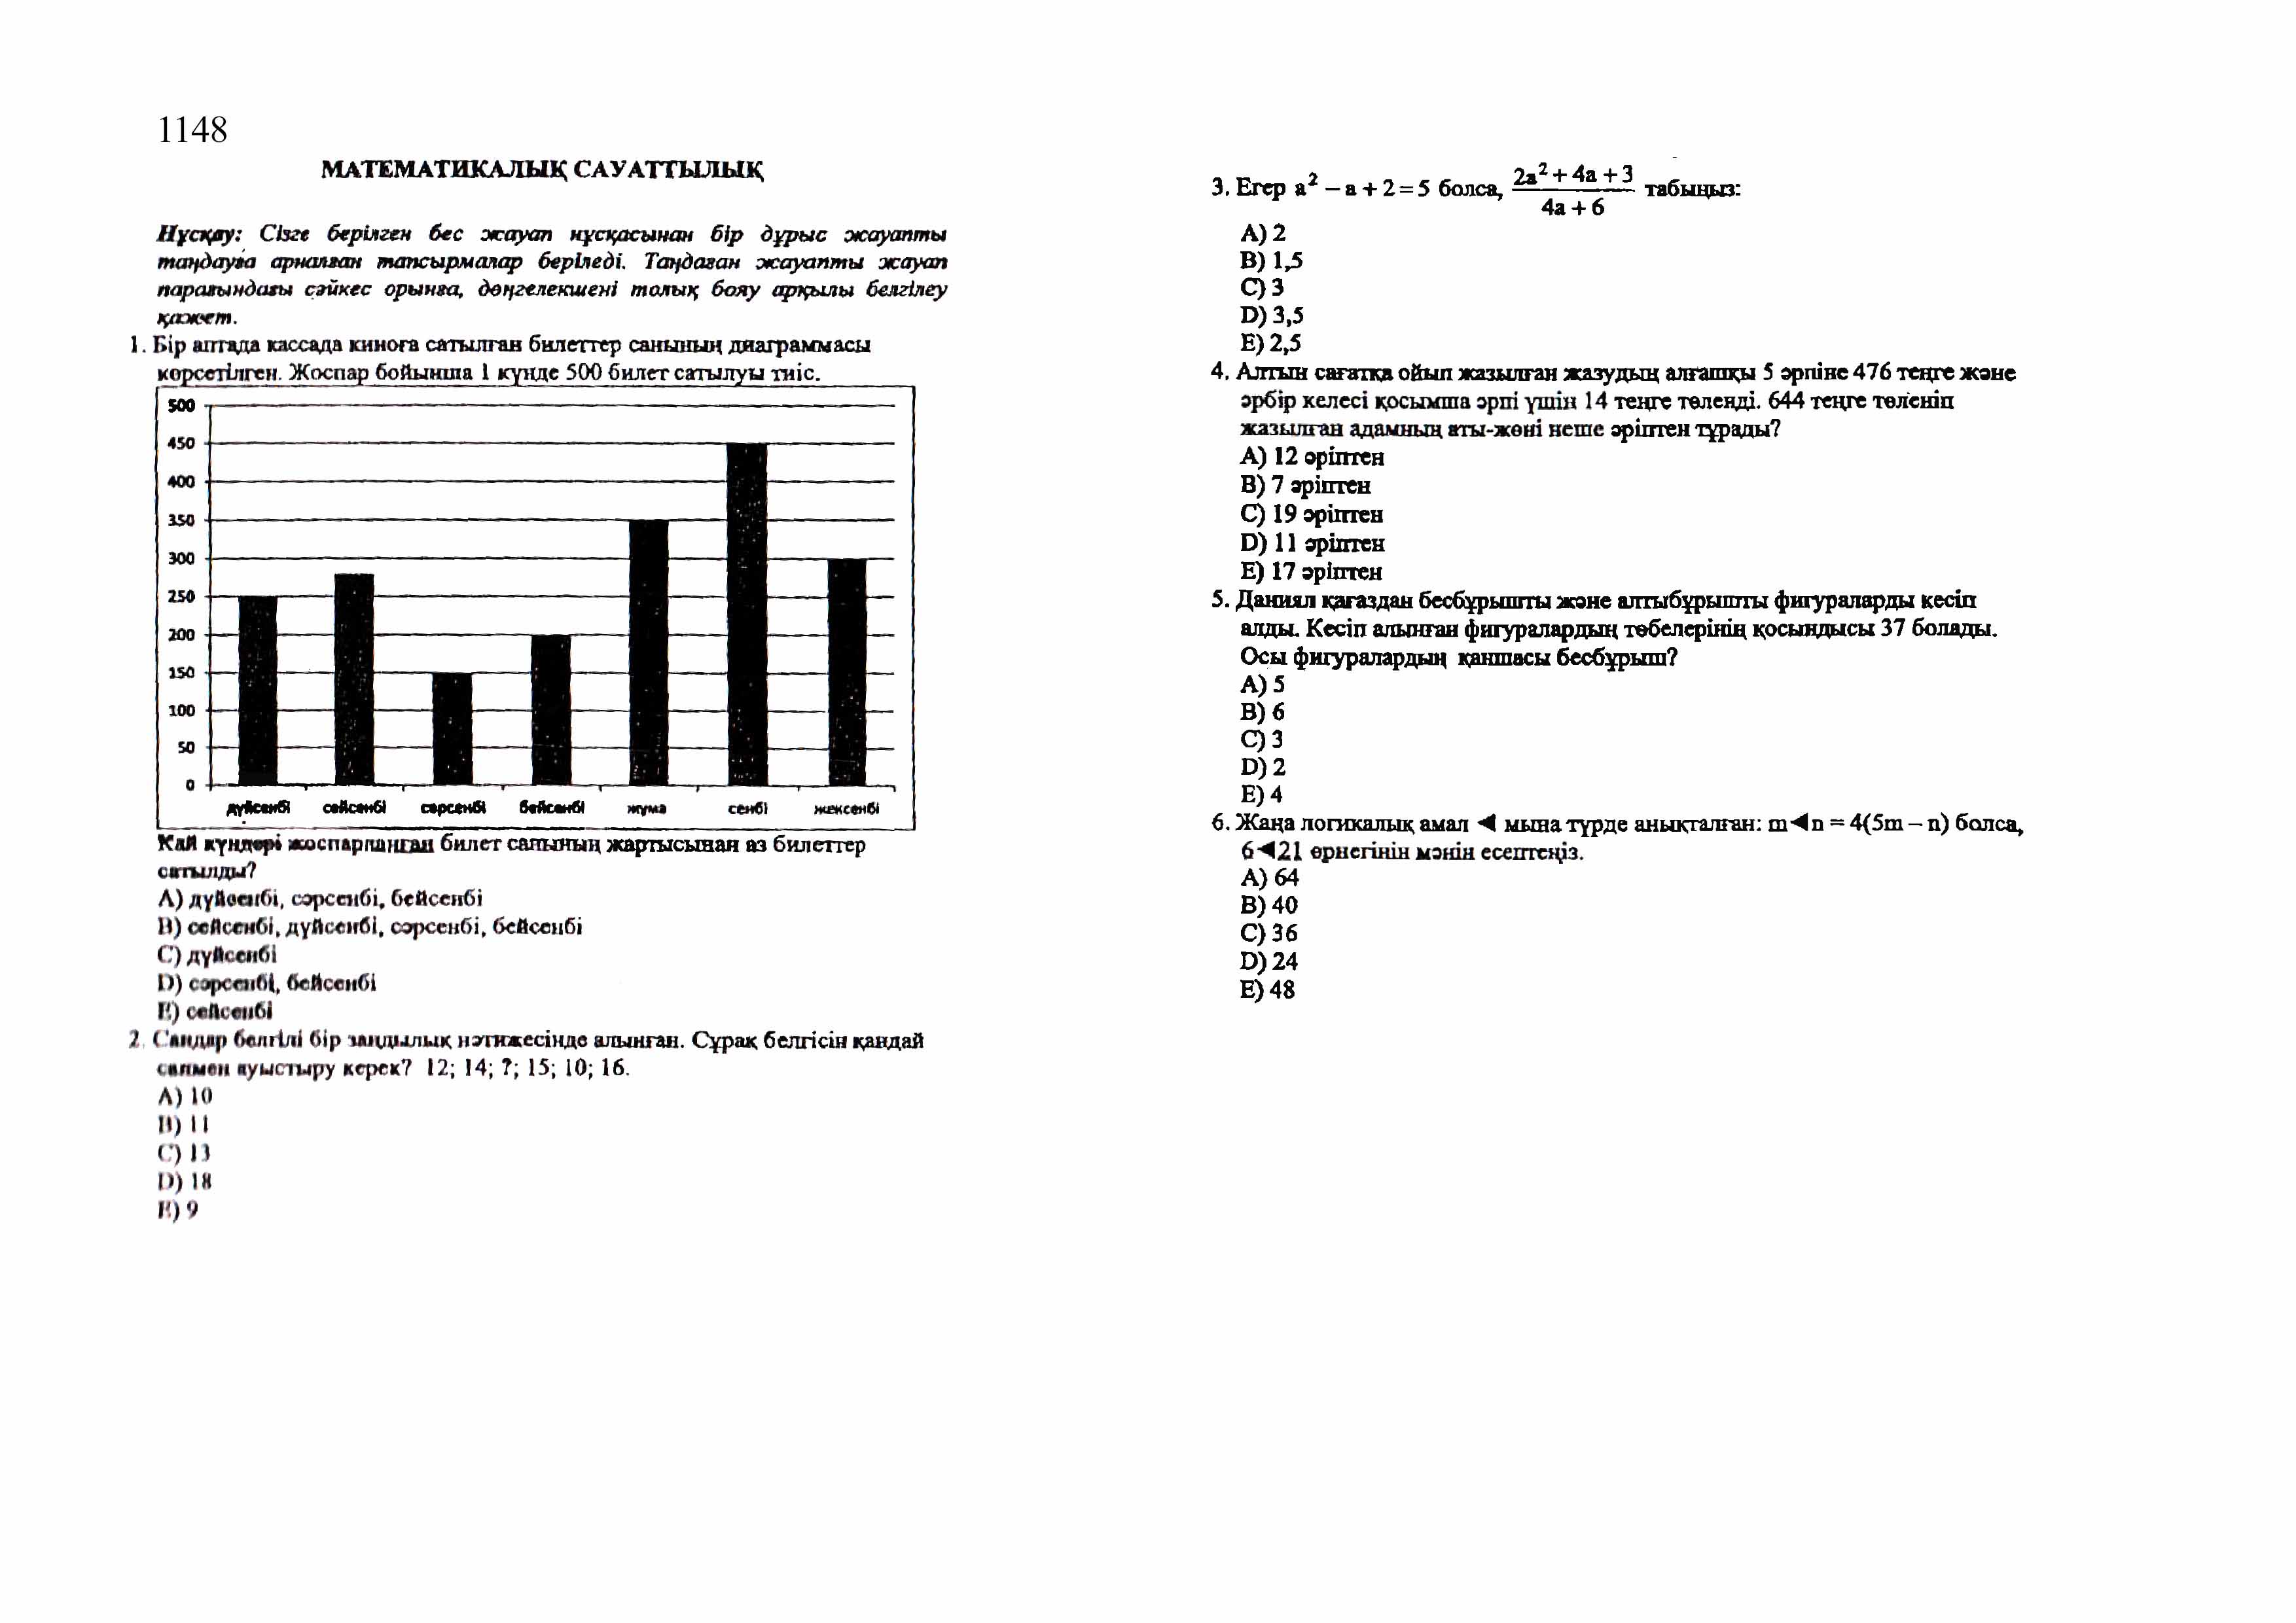 1148
МАТЕМАТИКАЛЫҚ САУАТТЫЛЫҚ
Нұсқау: Сізге берілген бес жауап нұсқасынан бір дұрыс жауапты
таңдауға арналған тапсырмалар беріледі. Таңдаған жауапты жауап
парағындағы сәйкес орынға, дөңгелекшені толық бояу арқылы белгілеу
қажет.
1. Бір аптада кассада киноға сатылған билеттер санының диаграммасы
көрсетілген. Жоспар бойынша 1 күнде 500 билет сатылуы тиіс.
500
450
400
350
300
250
200
150
100
50
0
дүйсенбі сейсенбі сәрсенбі бейсенбі жұма сенбі жексенбі
Қай күндері жоспарланған билет санының жартысынан аз билеттер
сатылды?
A) дүйсенбі, сәрсенбі, бейсенбі
B) сейсенбі, дүйсенбі, сәрсенбі, бейсенбі
C) дүйсенбі
D) сәрсенбі, бейсенбі
E) сейсенбі
2. Сандар белгілі бір заңдылық нәтижесінде алынған. Сұрақ белгісін қандай
санмен ауыстыру керек? 12; 14; ?; 15; 10; 16.
A) 10
B) 11
C) 13
D) 18
E) 9
3. Егер a² – a + 2 = 5 болса, (2a² + 4a + 3)/(4a + 6) табыңыз:
A) 2
B) 1,5
C) 3
D) 3,5
E) 2,5
4. Алтын сағатқа ойып жазылған жазудың алғашқы 5 әрпіне 476 теңге және
әрбір келесі қосымша әрпі үшін 14 теңге төленді. 644 теңге төленіп
жазылған адамның аты-жөні неше әріптен тұрады?
A) 12 әріптен
B) 7 әріптен
C) 19 әріптен
D) 11 әріптен
E) 17 әріптен
5. Даниял қағаздан бесбұрышты және алтыбұрышты фигураларды кесіп
алды. Кесіп алынған фигуралардың төбелерінің қосындысы 37 болады.
Осы фигуралардың қаншасы бесбұрыш?
A) 5
B) 6
C) 3
D) 2
E) 4
6. Жаңа логикалық амал ◄ мына түрде анықталған: m◄n = 4(5m – n) болса,
6◄21 өрнегінің мәнін есептеңіз.
A) 64
B) 40
C) 36
D) 24
E) 48